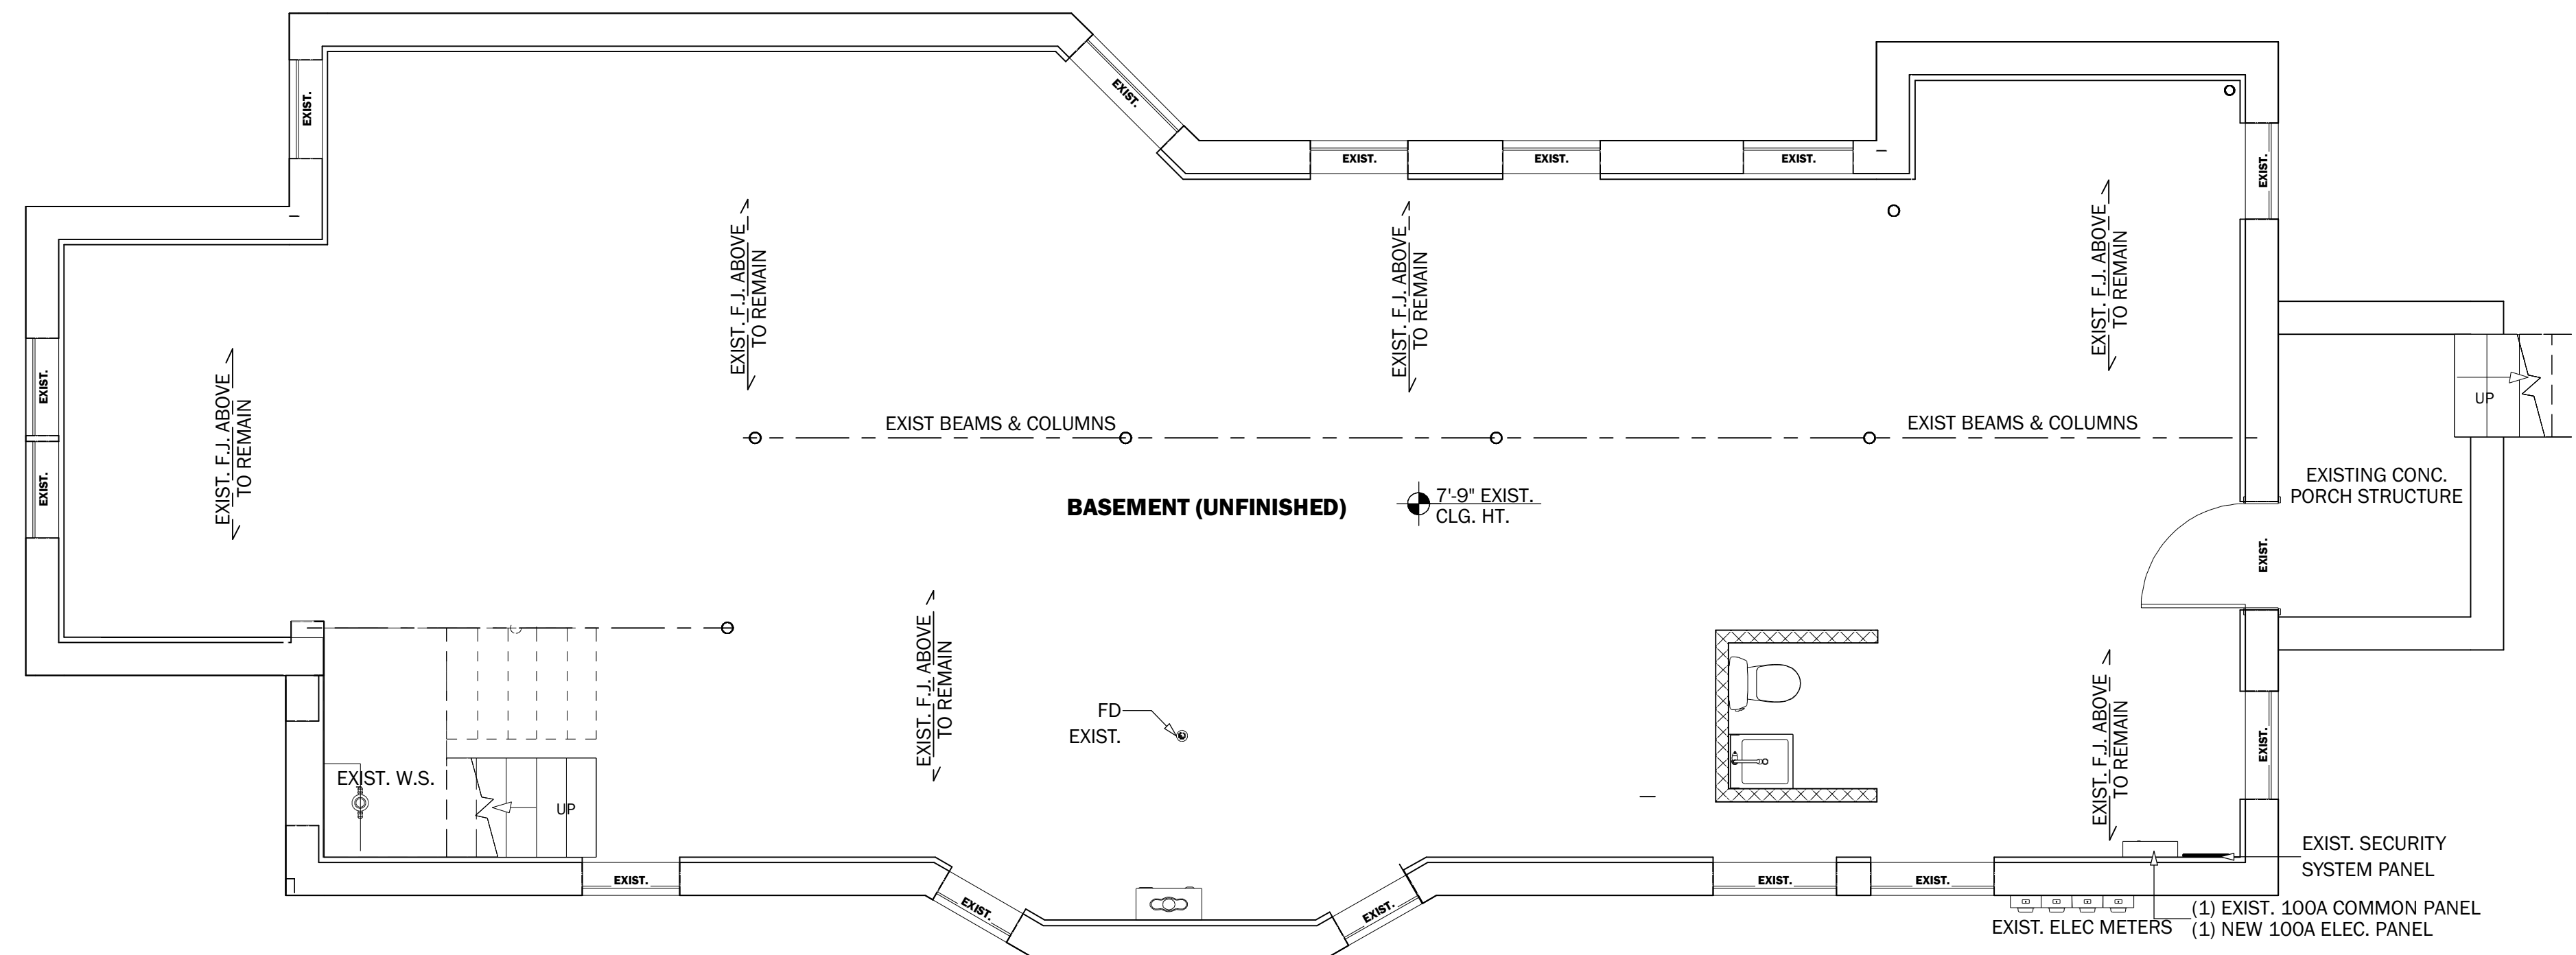 EXIST.
EXIST.
EXIST.
EXIST.
EXIST.
EXIST.
EXIST. F.J. ABOVE
TO REMAIN
EXIST. F.J. ABOVE
TO REMAIN
EXIST. F.J. ABOVE
TO REMAIN
EXIST. F.J. ABOVE
TO REMAIN
EXIST.
EXIST.
EXIST BEAMS & COLUMNS
EXIST BEAMS & COLUMNS
UP
EXISTING CONC.
PORCH STRUCTURE
BASEMENT (UNFINISHED)
7'-9" EXIST.
CLG. HT.
EXIST.
EXIST. F.J. ABOVE
TO REMAIN
FD
EXIST.
EXIST. F.J. ABOVE
TO REMAIN
EXIST.
EXIST. W.S.
UP
EXIST.
EXIST.
EXIST.
EXIST.
EXIST.
EXIST. SECURITY
SYSTEM PANEL
EXIST. ELEC METERS
(1) EXIST. 100A COMMON PANEL
(1) NEW 100A ELEC. PANEL